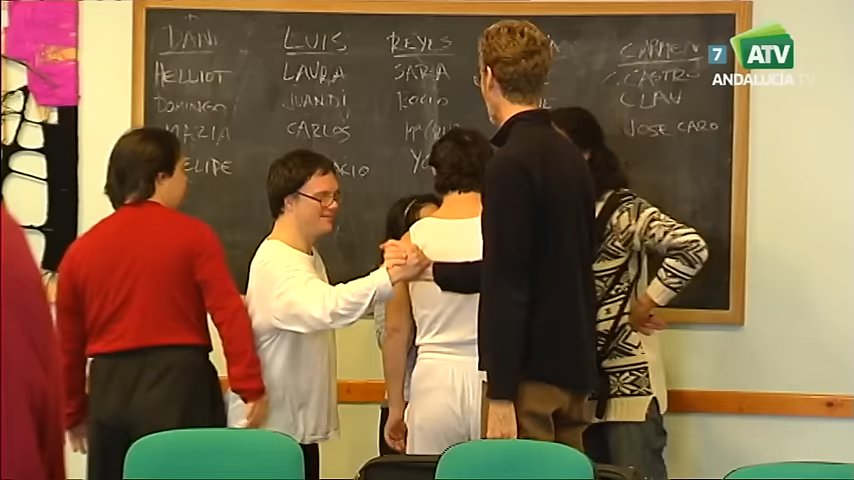 DANI
HELLIOT
DOMINGO
MARIA
FELIPE
LUIS
LAURA
JUANDI
CARLOS
REYES
SARA
ROCIO
CARMEN
CASTRO
CLAU
JOSE CARO
7
ATV
ANDALUCIA TV